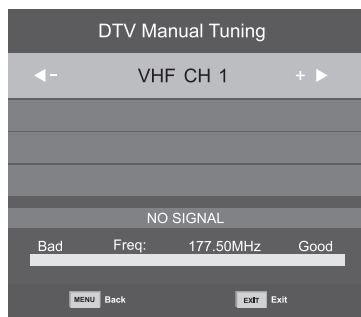 DTV Manual Tuning
- VHF CH 1 +
NO SIGNAL
Bad Freq: 177.50MHz Good
MENU Back EXIT Exit